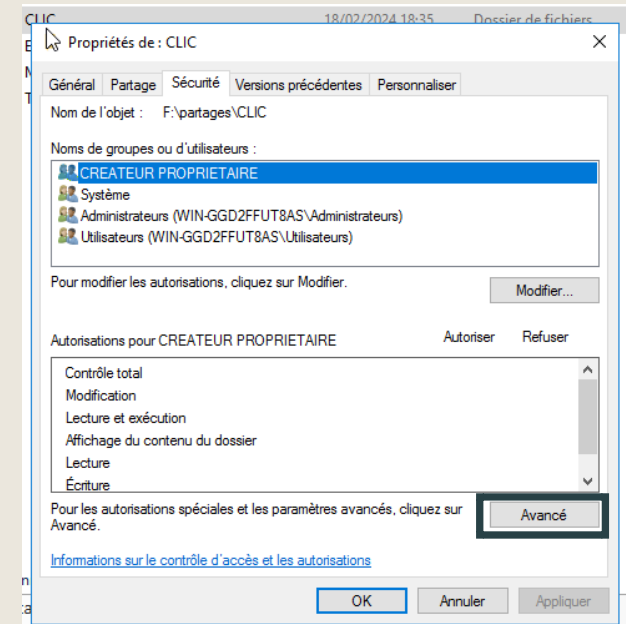 CLIC 18/02/2024 18:35 Dossier de fichiers
Propriétés de : CLIC
Général Partage Sécurité Versions précédentes Personnaliser
Nom de l'objet : F:\partages\CLIC
Noms de groupes ou d'utilisateurs :
CREATEUR PROPRIETAIRE
Système
Administrateurs (WIN-GGD2FFUT8AS\Administrateurs)
Utilisateurs (WIN-GGD2FFUT8AS\Utilisateurs)
Pour modifier les autorisations, cliquez sur Modifier.
Modifier...
Autorisations pour CREATEUR PROPRIETAIRE Autoriser Refuser
Contrôle total
Modification
Lecture et exécution
Affichage du contenu du dossier
Lecture
Écriture
Pour les autorisations spéciales et les paramètres avancés, cliquez sur
Avancé.
Avancé
Informations sur le contrôle d'accès et les autorisations
OK Annuler Appliquer